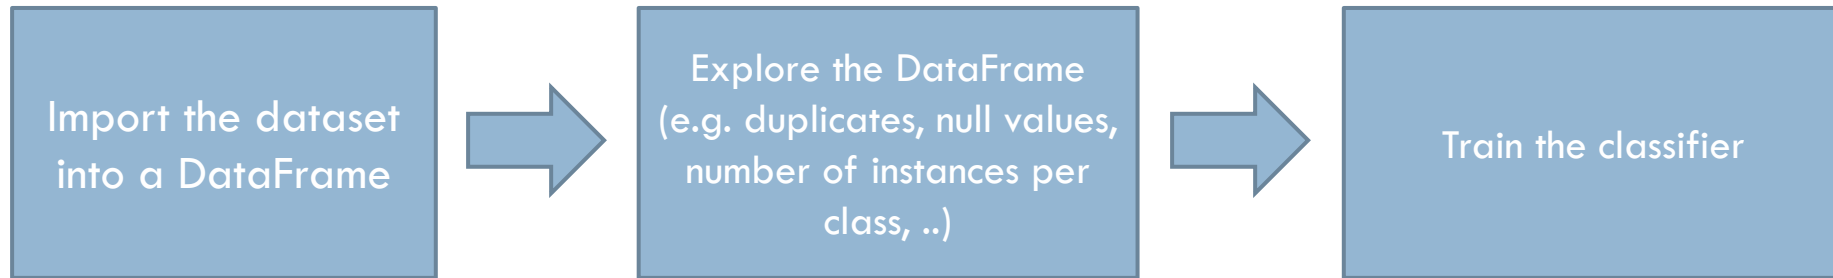 Import the dataset
into a DataFrame
Explore the DataFrame
(e.g. duplicates, null values,
number of instances per
class, ..)
Train the classifier